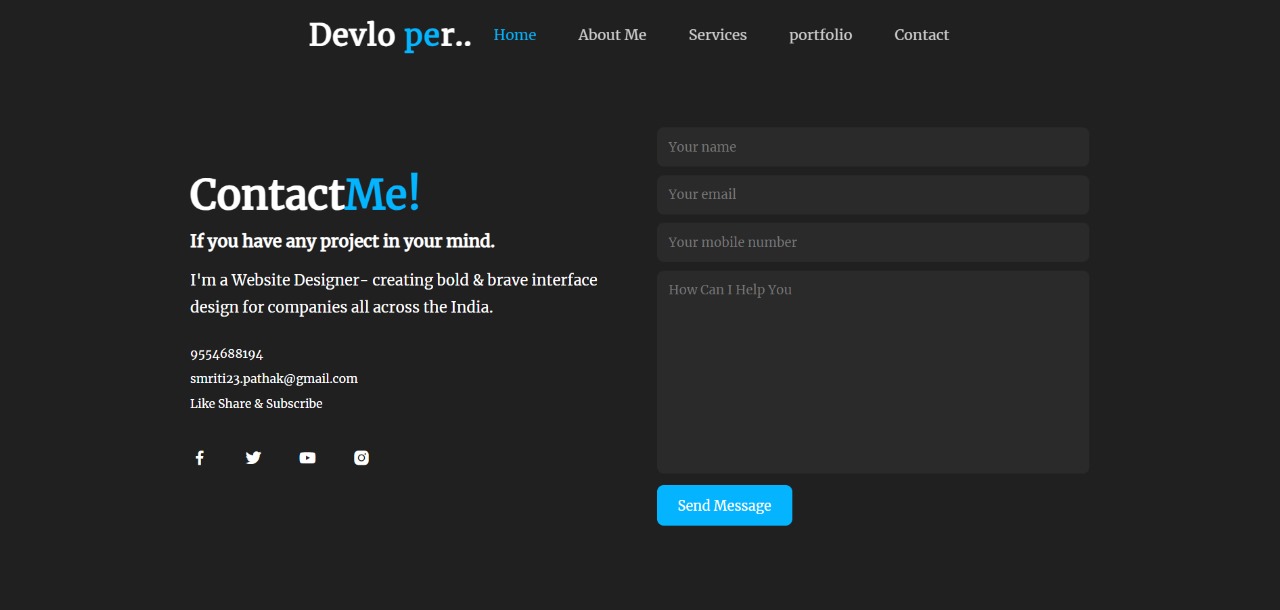 Devlo per.. Home About Me Services portfolio Contact
ContactMe!
If you have any project in your mind.
I'm a Website Designer- creating bold & brave interface
design for companies all across the India.
9554688194
smriti23.pathak@gmail.com
Like Share & Subscribe
Your name
Your email
Your mobile number
How Can I Help You
Send Message